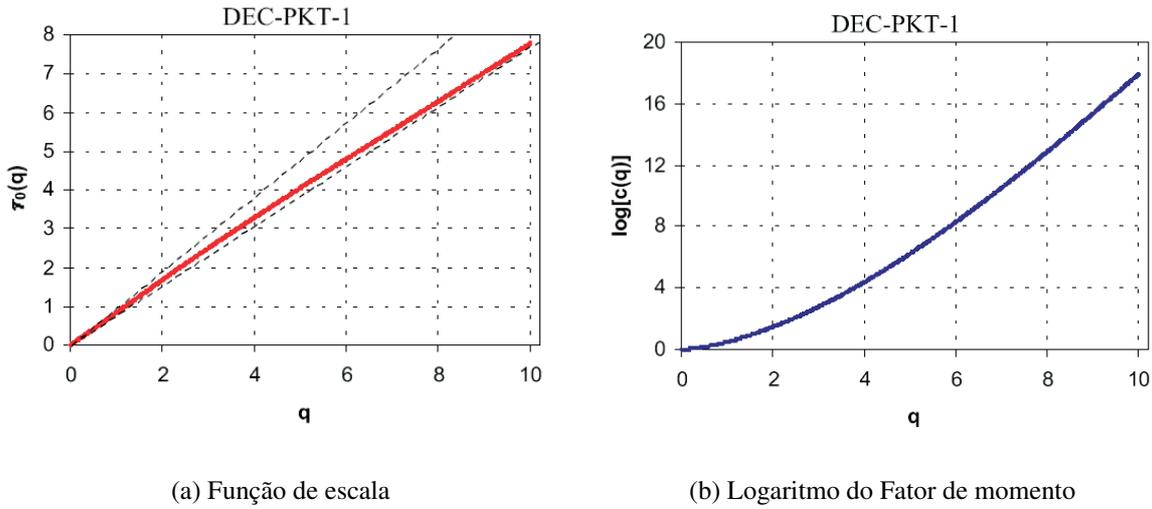 DEC-PKT-1
8
7
6
5
4
3
2
1
0
τ₀(q)
0 2 4 6 8 10
q
(a) Função de escala
DEC-PKT-1
20
16
12
8
4
0
log[c(q)]
0 2 4 6 8 10
q
(b) Logaritmo do Fator de momento